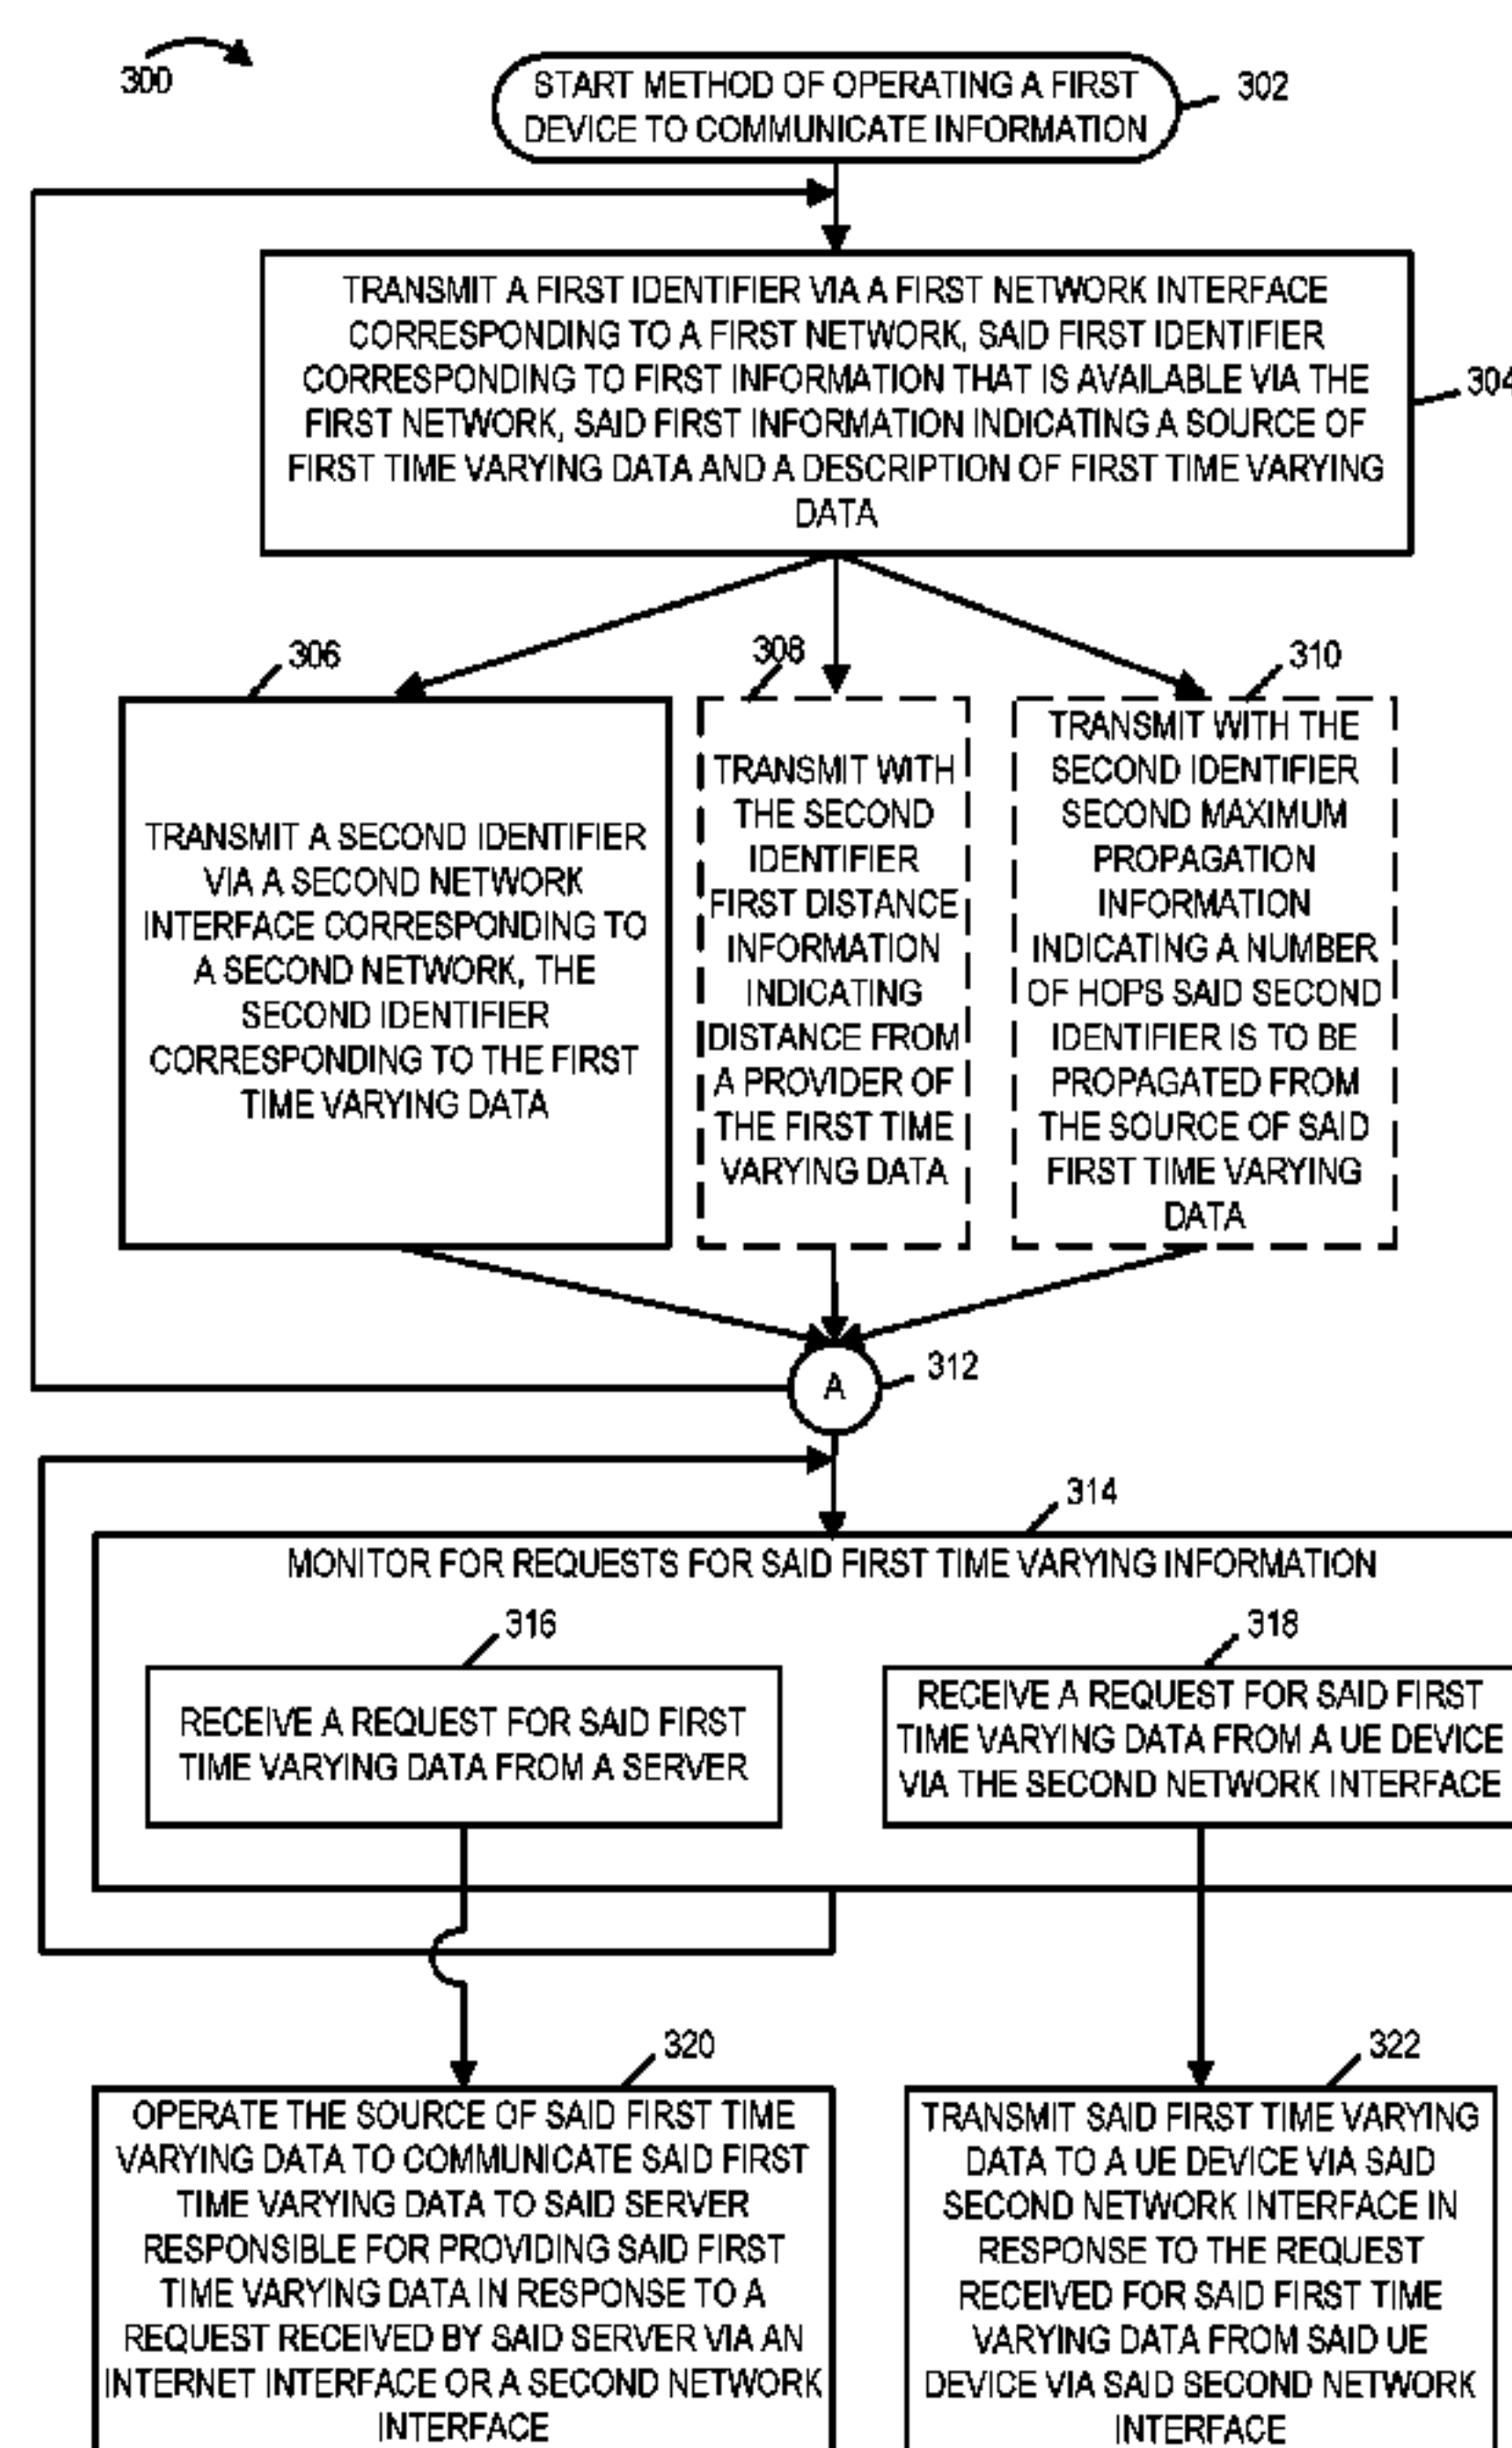 300
START METHOD OF OPERATING A FIRST
DEVICE TO COMMUNICATE INFORMATION
302
TRANSMIT A FIRST IDENTIFIER VIA A FIRST NETWORK INTERFACE
CORRESPONDING TO A FIRST NETWORK, SAID FIRST IDENTIFIER
CORRESPONDING TO FIRST INFORMATION THAT IS AVAILABLE VIA THE
FIRST NETWORK, SAID FIRST INFORMATION INDICATING A SOURCE OF
FIRST TIME VARYING DATA AND A DESCRIPTION OF FIRST TIME VARYING
DATA
304
306
TRANSMIT A SECOND IDENTIFIER
VIA A SECOND NETWORK
INTERFACE CORRESPONDING TO
A SECOND NETWORK, THE
SECOND IDENTIFIER
CORRESPONDING TO THE FIRST
TIME VARYING DATA
308
TRANSMIT WITH
THE SECOND
IDENTIFIER
FIRST DISTANCE
INFORMATION
INDICATING
DISTANCE FROM
A PROVIDER OF
THE FIRST TIME
VARYING DATA
310
TRANSMIT WITH THE
SECOND IDENTIFIER
SECOND MAXIMUM
PROPAGATION
INFORMATION
INDICATING A NUMBER
OF HOPS SAID SECOND
IDENTIFIER IS TO BE
PROPAGATED FROM
THE SOURCE OF SAID
FIRST TIME VARYING
DATA
A
312
314
MONITOR FOR REQUESTS FOR SAID FIRST TIME VARYING INFORMATION
316
RECEIVE A REQUEST FOR SAID FIRST
TIME VARYING DATA FROM A SERVER
318
RECEIVE A REQUEST FOR SAID FIRST
TIME VARYING DATA FROM A UE DEVICE
VIA THE SECOND NETWORK INTERFACE
320
OPERATE THE SOURCE OF SAID FIRST TIME
VARYING DATA TO COMMUNICATE SAID FIRST
TIME VARYING DATA TO SAID SERVER
RESPONSIBLE FOR PROVIDING SAID FIRST
TIME VARYING DATA IN RESPONSE TO A
REQUEST RECEIVED BY SAID SERVER VIA AN
INTERNET INTERFACE OR A SECOND NETWORK
INTERFACE
322
TRANSMIT SAID FIRST TIME VARYING
DATA TO A UE DEVICE VIA SAID
SECOND NETWORK INTERFACE IN
RESPONSE TO THE REQUEST
RECEIVED FOR SAID FIRST TIME
VARYING DATA FROM SAID UE
DEVICE VIA SAID SECOND NETWORK
INTERFACE